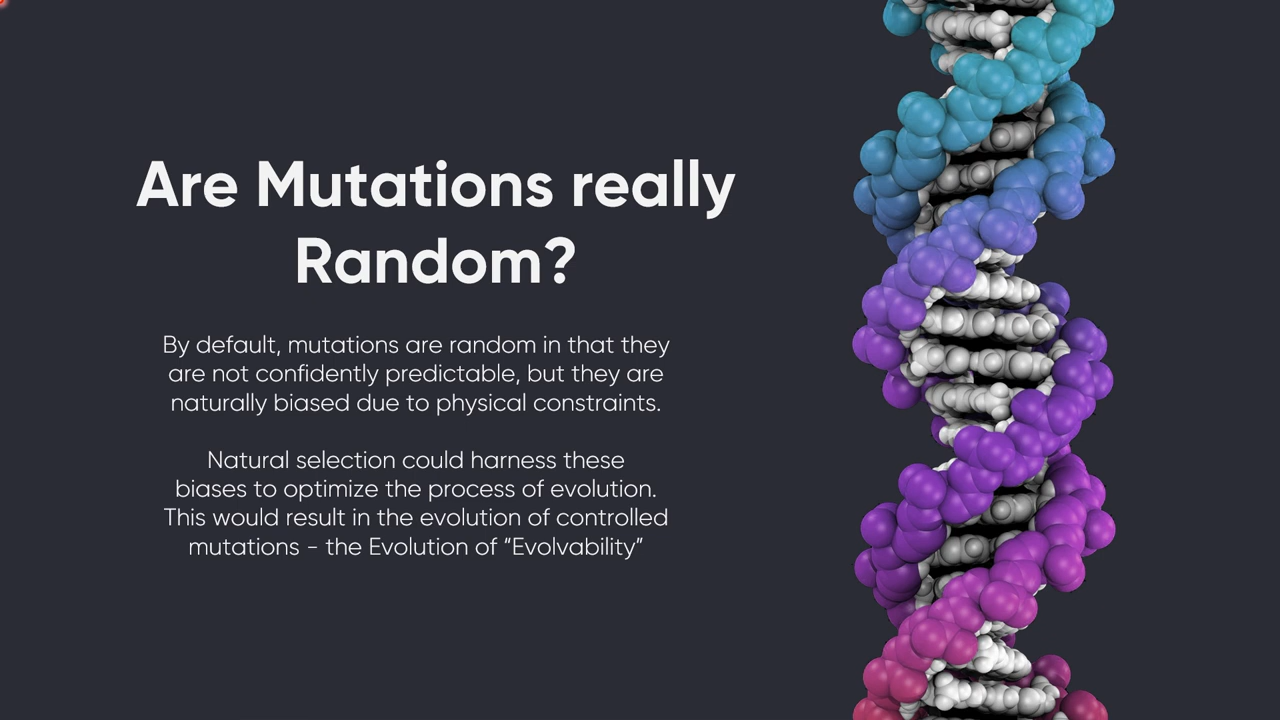 Are Mutations really
Random?
By default, mutations are random in that they
are not confidently predictable, but they are
naturally biased due to physical constraints.
Natural selection could harness these
biases to optimize the process of evolution.
This would result in the evolution of controlled
mutations - the Evolution of “Evolvability”